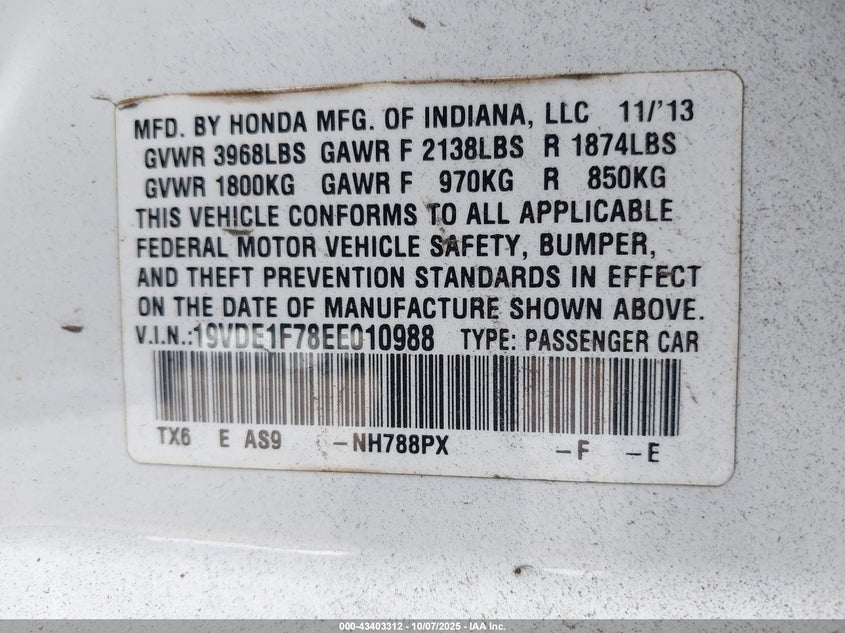 MFD. BY HONDA MFG. OF INDIANA, LLC 11/'13
GVWR 3968LBS GAWR F 2138LBS R 1874LBS
GVWR 1800KG GAWR F 970KG R 850KG
THIS VEHICLE CONFORMS TO ALL APPLICABLE
FEDERAL MOTOR VEHICLE SAFETY, BUMPER,
AND THEFT PREVENTION STANDARDS IN EFFECT
ON THE DATE OF MANUFACTURE SHOWN ABOVE.
V.I.N.:19VDE1F78EE010988 TYPE: PASSENGER CAR
TX6 E AS9 -NH788PX -F -E
000-43403312 - 10/07/2025 - IAA Inc.